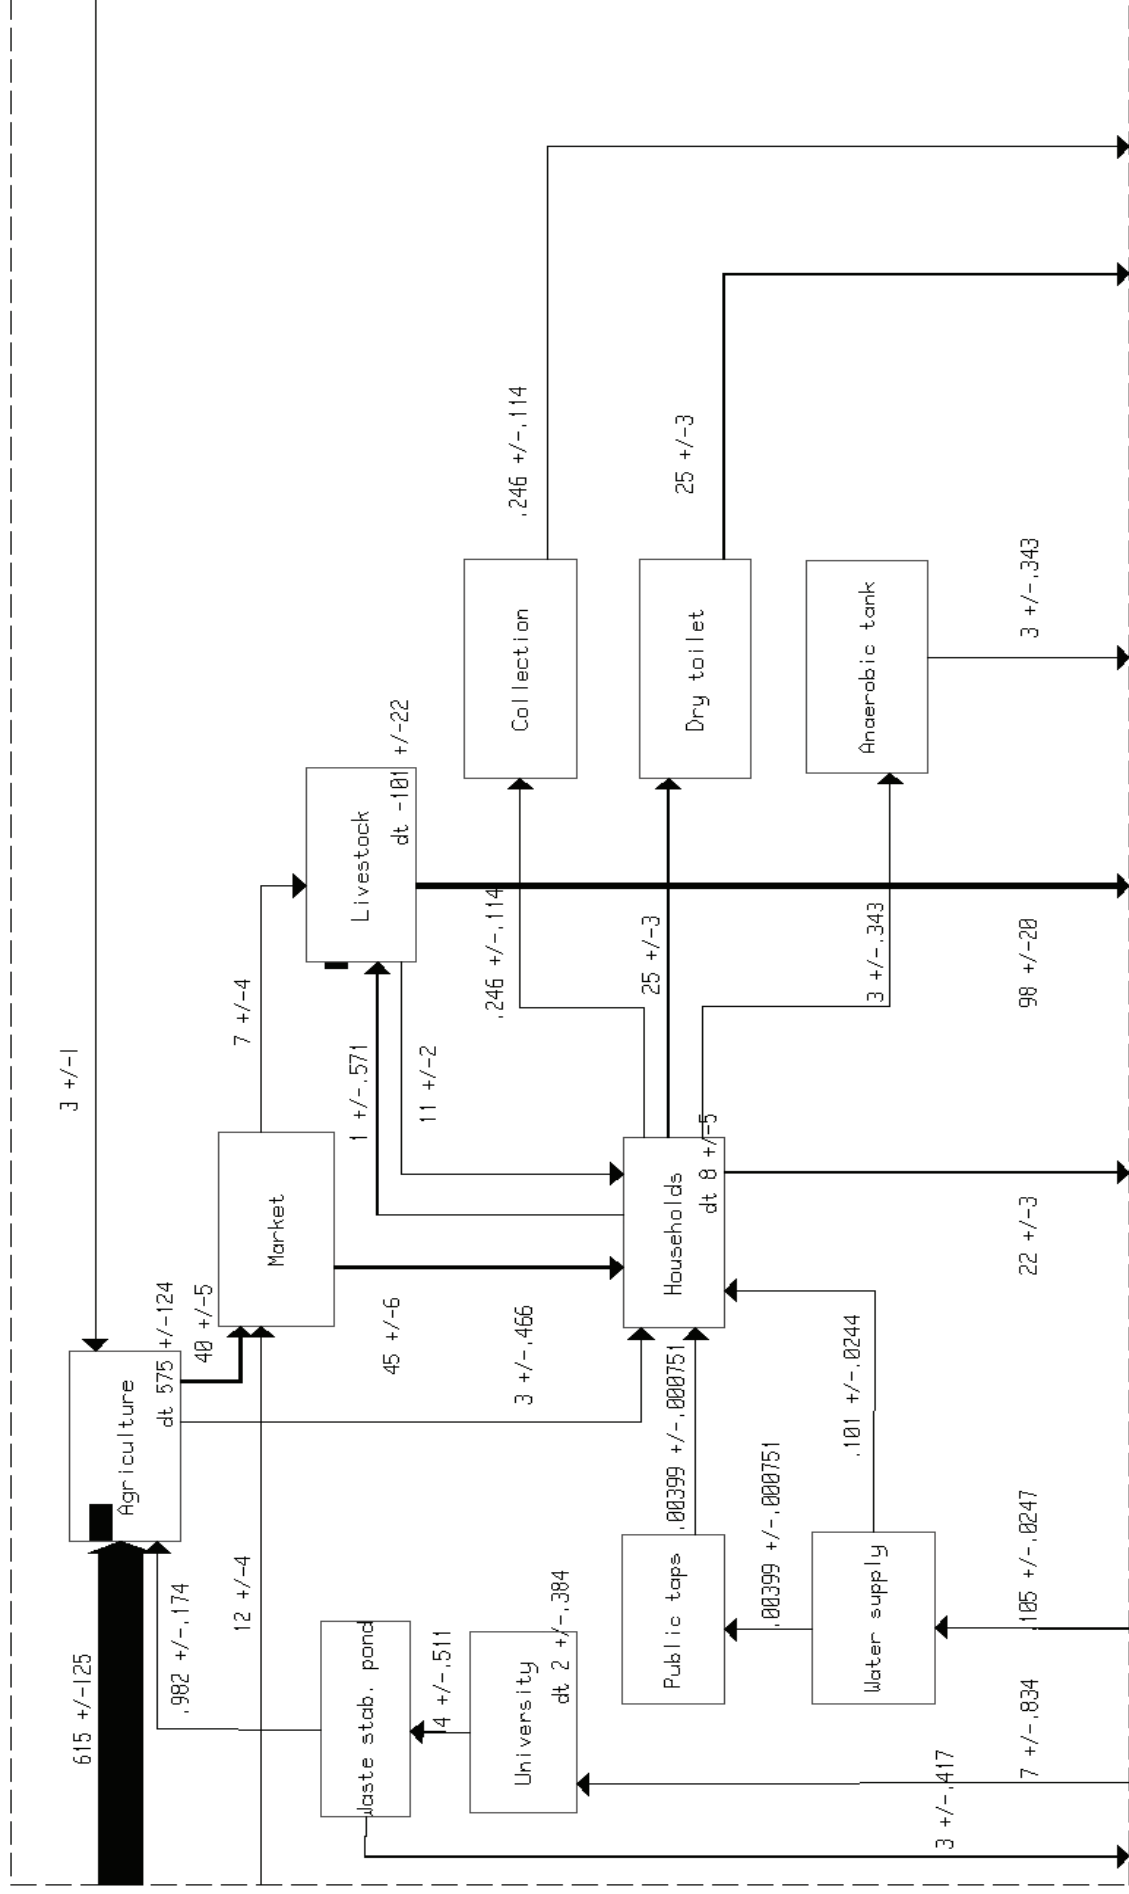 3 +/-1
615 +/-125
Agriculture
dt 575 +/-124
.982 +/-.174
40 +/-5
12 +/-4
Market
7 +/-4
Livestock
dt -101 +/-22
1 +/-.571
11 +/-2
45 +/-6
3 +/-.466
Waste stab. pond
4 +/-.511
University
dt 2 +/-.384
Collection
.246 +/-.114
.246 +/-.114
Dry toilet
25 +/-3
25 +/-3
Households
dt 8 +/-5
.00399 +/-.000751
Public taps
.00399 +/-.000751
Anaerobic tank
3 +/-.343
3 +/-.343
Water supply
.101 +/-.0244
.105 +/-.0247
3 +/-.417
7 +/-.834
22 +/-3
98 +/-20